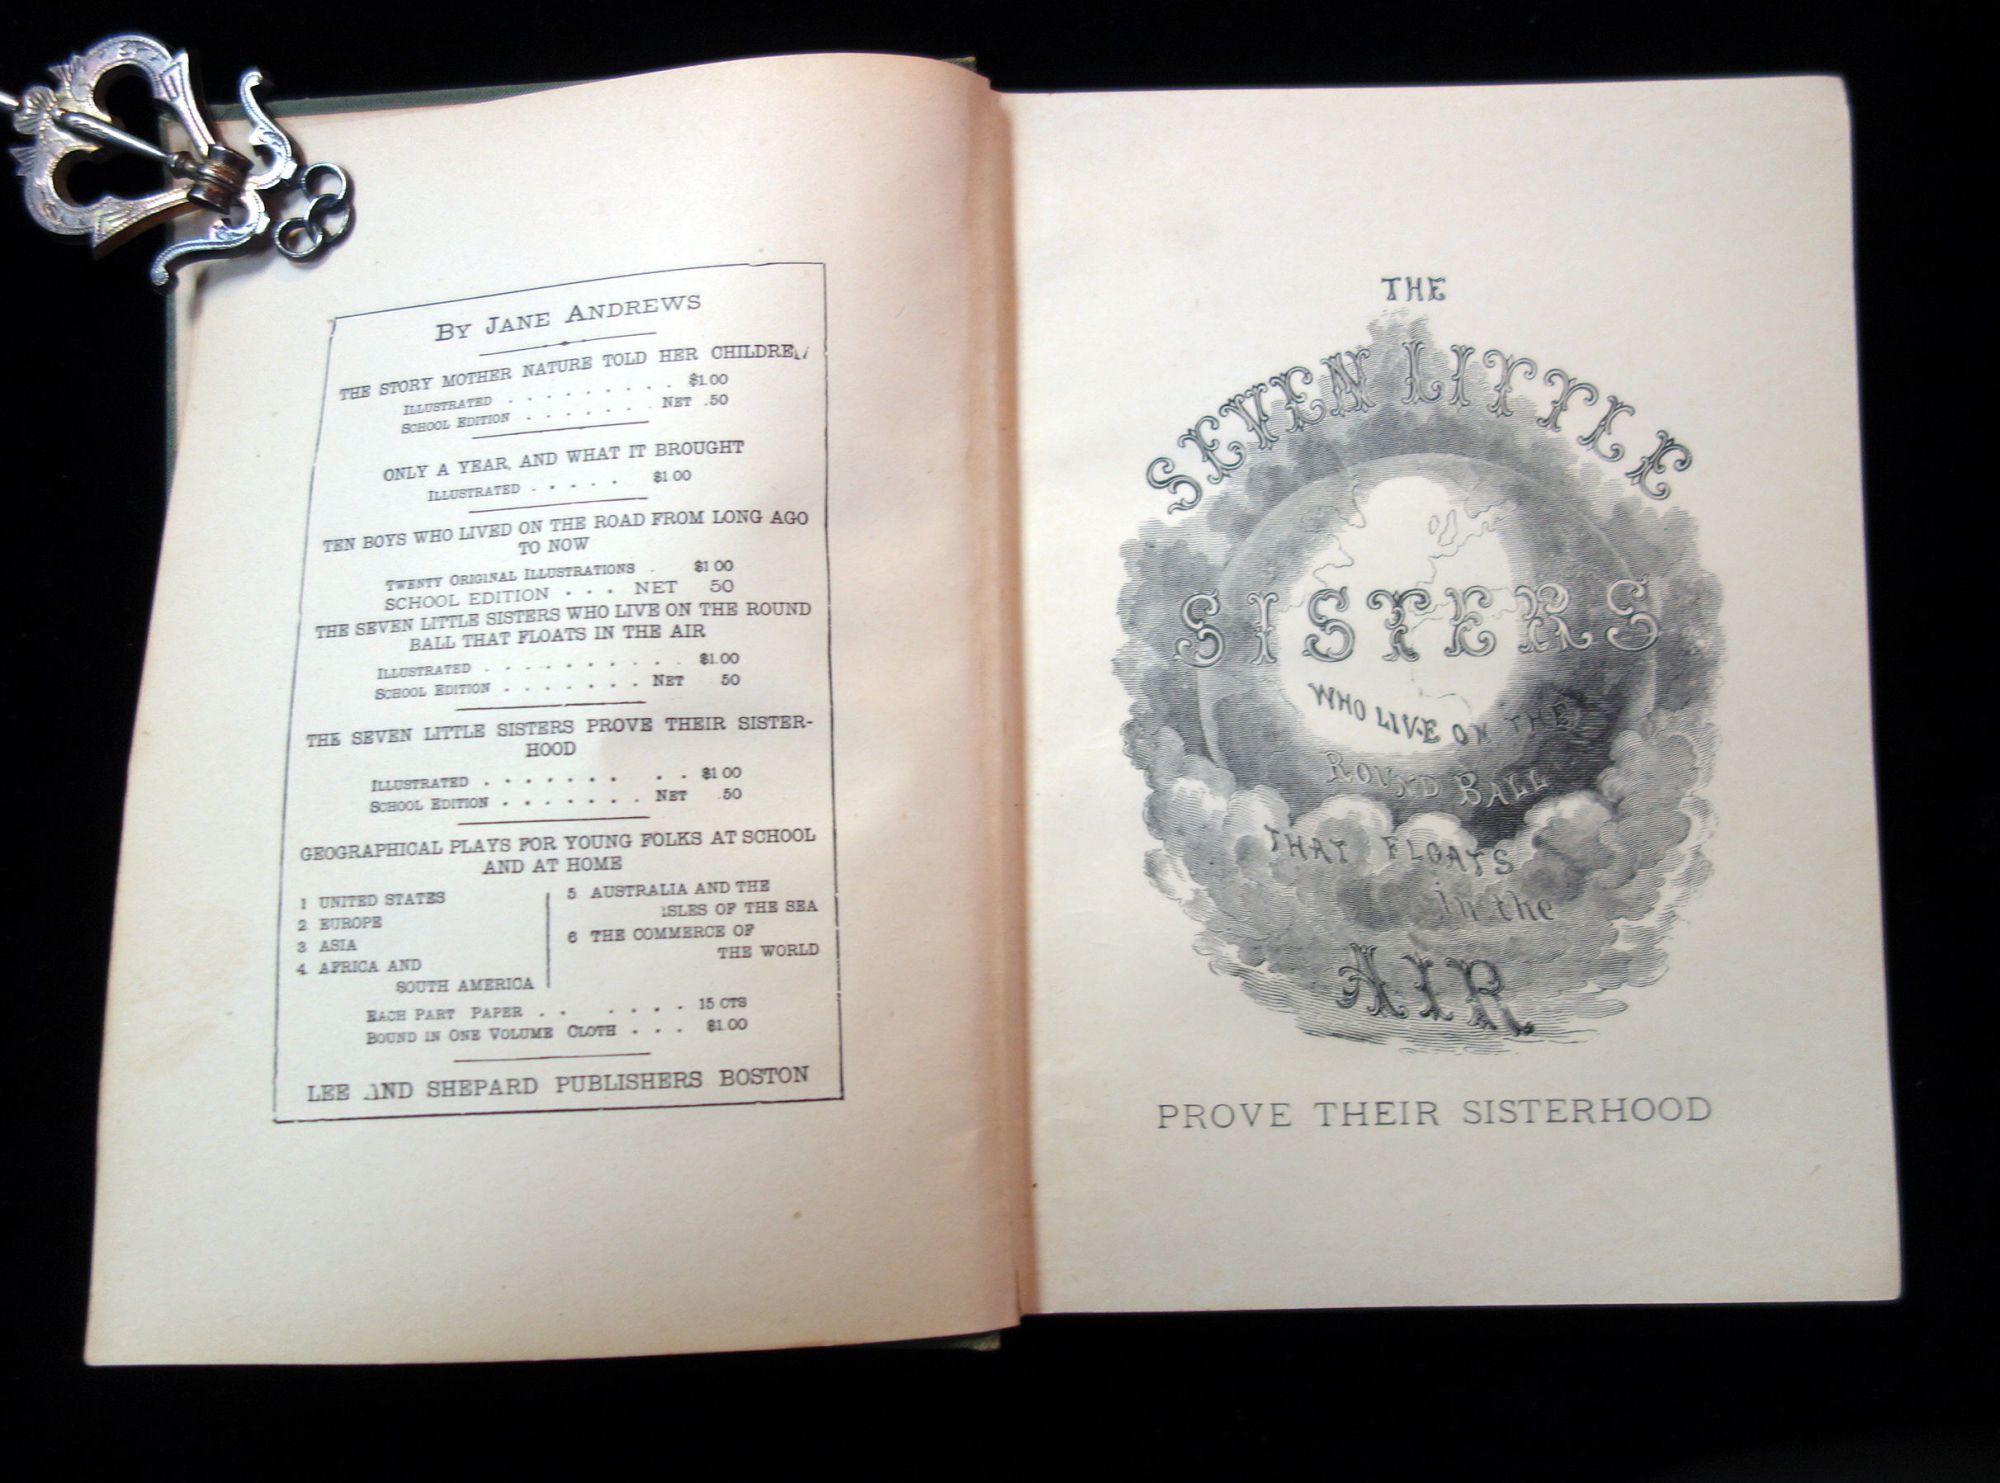 By Jane Andrews
THE STORY MOTHER NATURE TOLD HER CHILDREN
Illustrated . . . . . . . . $1.00
School Edition . . . . . . . Net .50
ONLY A YEAR, AND WHAT IT BROUGHT
Illustrated . . . . . $1 00
TEN BOYS WHO LIVED ON THE ROAD FROM LONG AGO
TO NOW
Twenty Original Illustrations . $1 00
SCHOOL EDITION . . . NET 50
THE SEVEN LITTLE SISTERS WHO LIVE ON THE ROUND
BALL THAT FLOATS IN THE AIR
Illustrated . . . . . . . . . . $1.00
School Edition . . . . . . . Net 50
THE SEVEN LITTLE SISTERS PROVE THEIR SISTER-
HOOD
Illustrated . . . . . . . . . $1 00
School Edition . . . . . . . Net .50
GEOGRAPHICAL PLAYS FOR YOUNG FOLKS AT SCHOOL
AND AT HOME
1 UNITED STATES
2 EUROPE
3 ASIA
4 AFRICA AND
SOUTH AMERICA
5 AUSTRALIA AND THE
ISLES OF THE SEA
6 THE COMMERCE OF
THE WORLD
Each Part Paper . . . . . . 15 cts
Bound in One Volume Cloth . . . $1.00
LEE AND SHEPARD PUBLISHERS BOSTON
THE
SEVEN LITTLE
SISTERS
WHO LIVE ON THE
ROUND BALL
THAT FLOATS
in the
AIR
PROVE THEIR SISTERHOOD